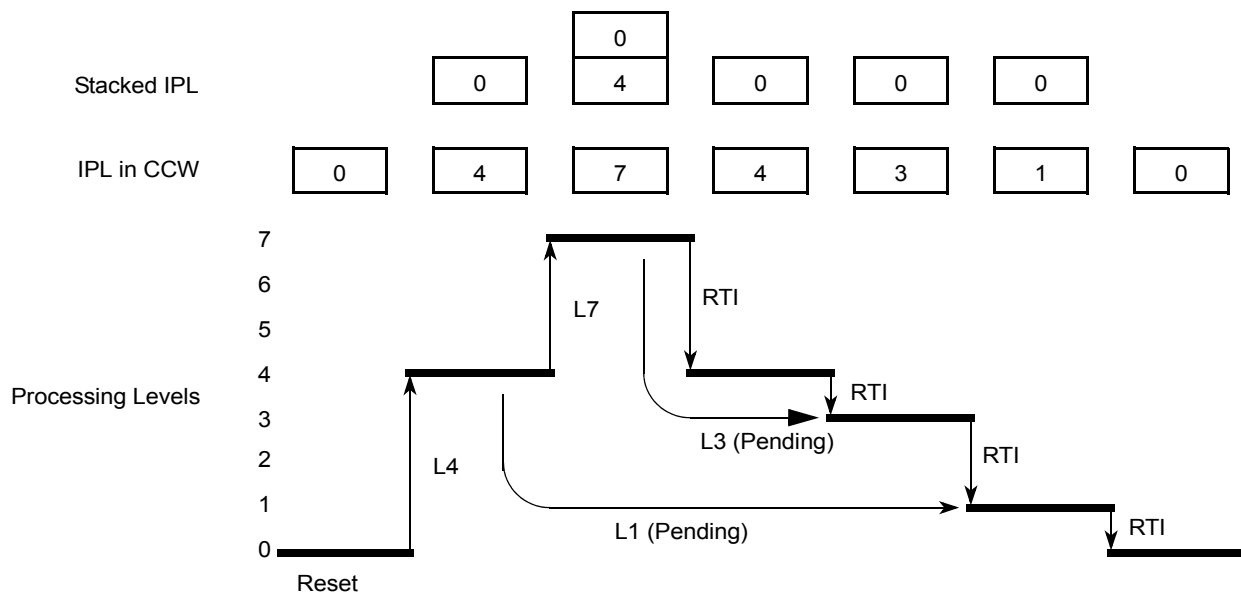 0
Stacked IPL 0 4 0 0 0
IPL in CCW 0 4 7 4 3 1 0
7
6
L7 RTI
5
4
Processing Levels RTI
3
L3 (Pending)
2
L4 RTI
1
L1 (Pending) RTI
0
Reset